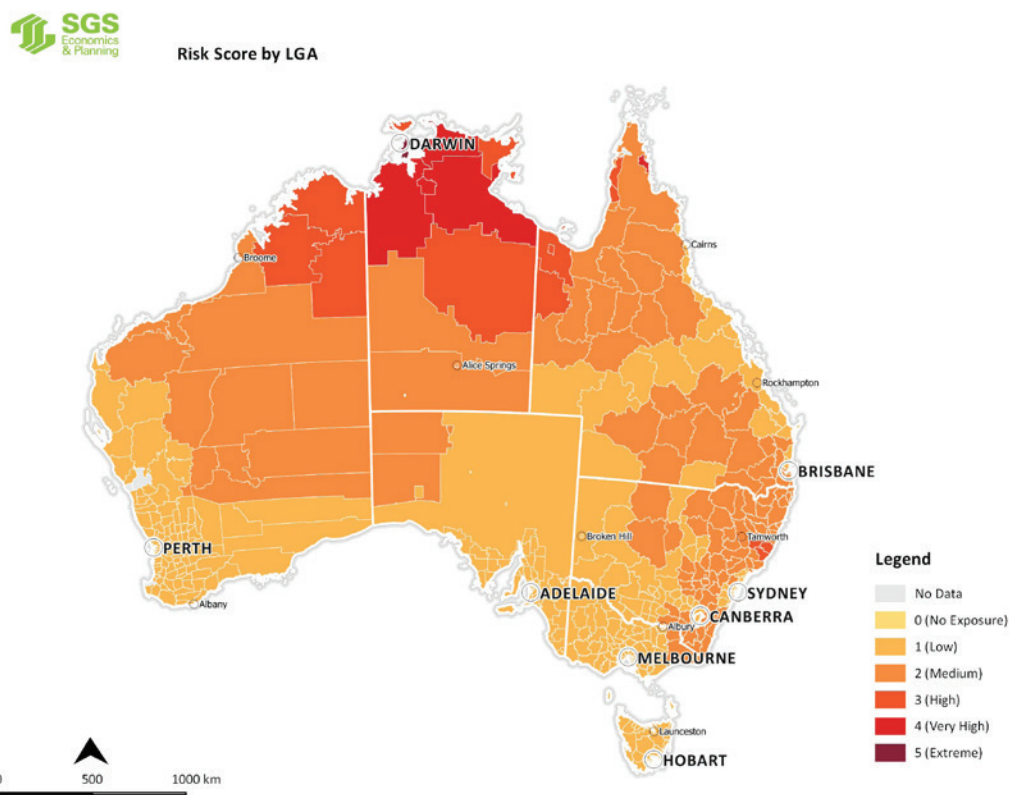 SGS
Economics
& Planning
Risk Score by LGA
DARWIN
Cairns
Broome
Alice Springs
Rockhampton
BRISBANE
Broken Hill
Tamworth
PERTH
Legend
ADELAIDE
SYDNEY
No Data
Albany
CANBERRA
0 (No Exposure)
Albury
1 (Low)
MELBOURNE
2 (Medium)
3 (High)
Launceston
4 (Very High)
HOBART
5 (Extreme)
0
500
1000 km